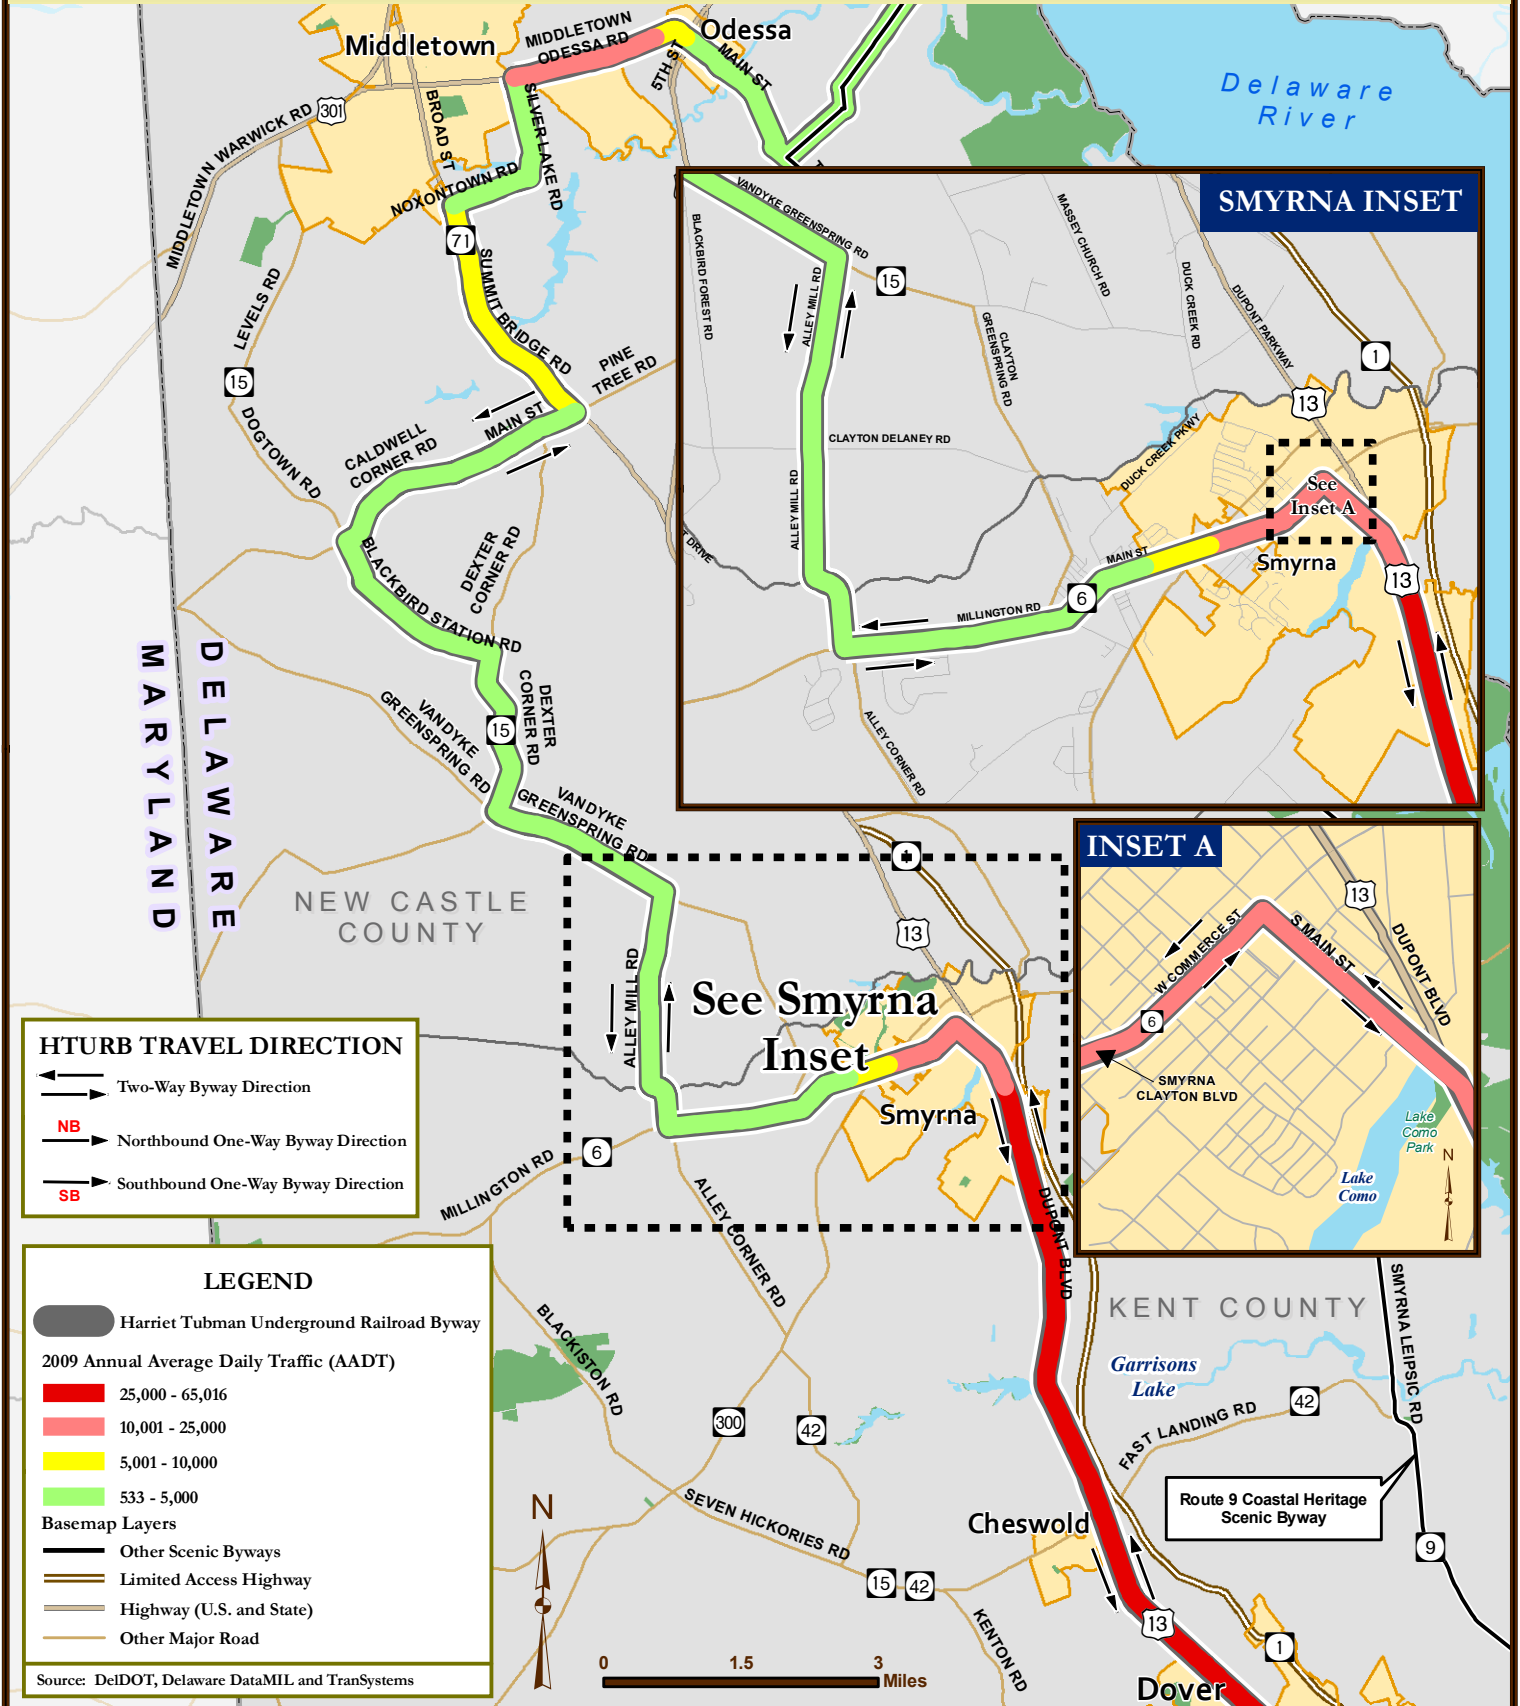 Middletown
MIDDLETOWN
ODESSA RD
Odessa
5TH ST
MAIN ST
Delaware
River
MIDDLETOWN WARWICK RD
301
BROAD ST
SILVER LAKE RD
NOXONTOWN RD
71
SUMMIT BRIDGE RD
LEVELS RD
15
DOGTOWN RD
PINE
TREE RD
MAIN ST
CALDWELL
CORNER RD
BLACKBIRD STATION RD
DEXTER
CORNER RD
DEXTER
CORNER RD
15
VANDYKE
GREENSPRING RD
VANDYKE
GREENSPRING RD
MARYLAND
DELAWARE
NEW CASTLE
COUNTY
SMYRNA INSET
VANDYKE GREENSPRING RD
BLACKBIRD FOREST RD
ALLEY MILL RD
15
MASSEY CHURCH RD
DUCK CREEK RD
DUPONT PARKWAY
1
13
CLAYTON
GREENSPRING RD
CLAYTON DELANEY RD
ALLEY MILL RD
DUCK CREEK PKWY
See
Inset A
T DRIVE
MAIN ST
Smyrna
13
6
MILLINGTON RD
ALLEY CORNER RD
INSET A
13
W COMMERCE ST
S MAIN ST
DUPONT BLVD
6
SMYRNA
CLAYTON BLVD
Lake
Como
Park
Lake
Como
N
1
13
See Smyrna
Inset
ALLEY MILL RD
Smyrna
6
MILLINGTON RD
ALLEY CORNER RD
DUPONT BLVD
HTURB TRAVEL DIRECTION
Two-Way Byway Direction
NB
Northbound One-Way Byway Direction
Southbound One-Way Byway Direction
SB
LEGEND
Harriet Tubman Underground Railroad Byway
2009 Annual Average Daily Traffic (AADT)
25,000 - 65,016
10,001 - 25,000
5,001 - 10,000
533 - 5,000
Basemap Layers
Other Scenic Byways
Limited Access Highway
Highway (U.S. and State)
Other Major Road
Source: DelDOT, Delaware DataMIL and TranSystems
BLACKISTON RD
300
42
SEVEN HICKORIES RD
15
42
KENTON RD
N
0
1.5
3
Miles
KENT COUNTY
Garrisons
Lake
SMYRNA LEIPSIC RD
42
FAST LANDING RD
Route 9 Coastal Heritage
Scenic Byway
9
Cheswold
13
1
Dover